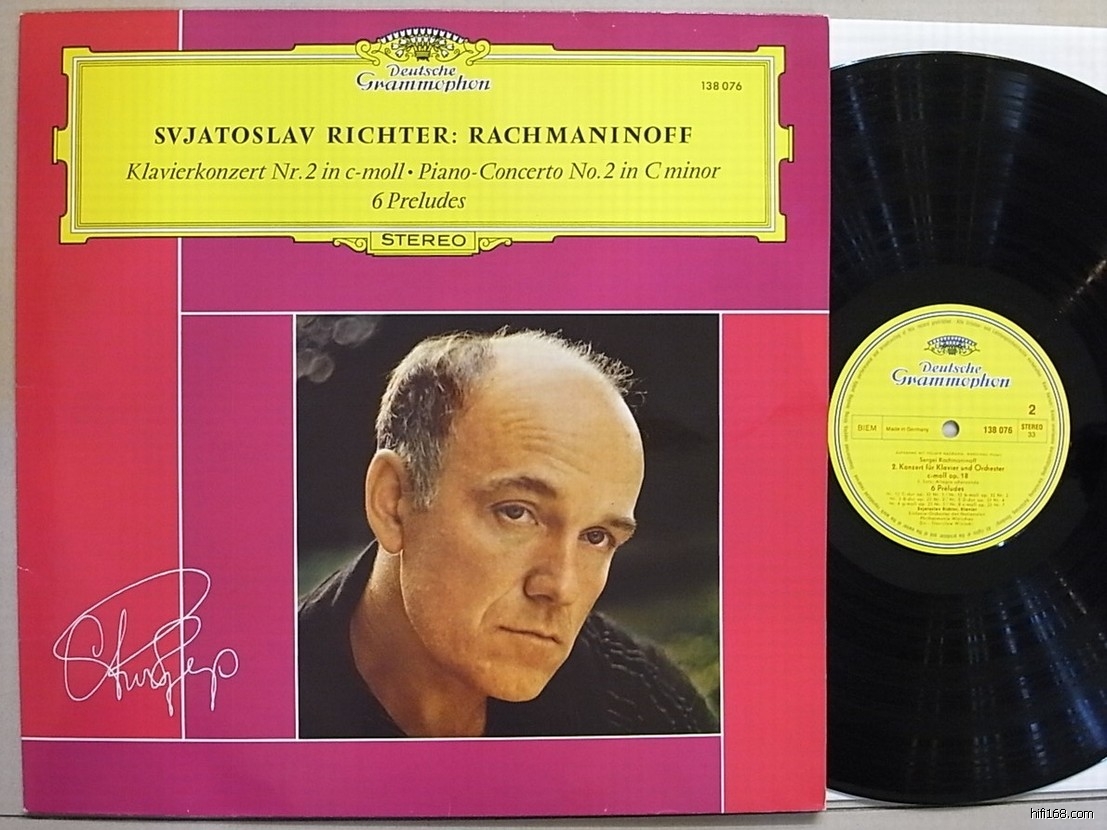 Deutsche
Grammophon
138 076
SVJATOSLAV RICHTER: RACHMANINOFF
Klavierkonzert Nr. 2 in c-moll • Piano-Concerto No. 2 in C minor
6 Preludes
STEREO
Deutsche
Grammophon
2
BIEM
Made in Germany
138 076
STEREO
33
Sergei Rachmaninoff
2. Konzert für Klavier und Orchester
c-moll op. 18
6 Préludes
hifi168.com